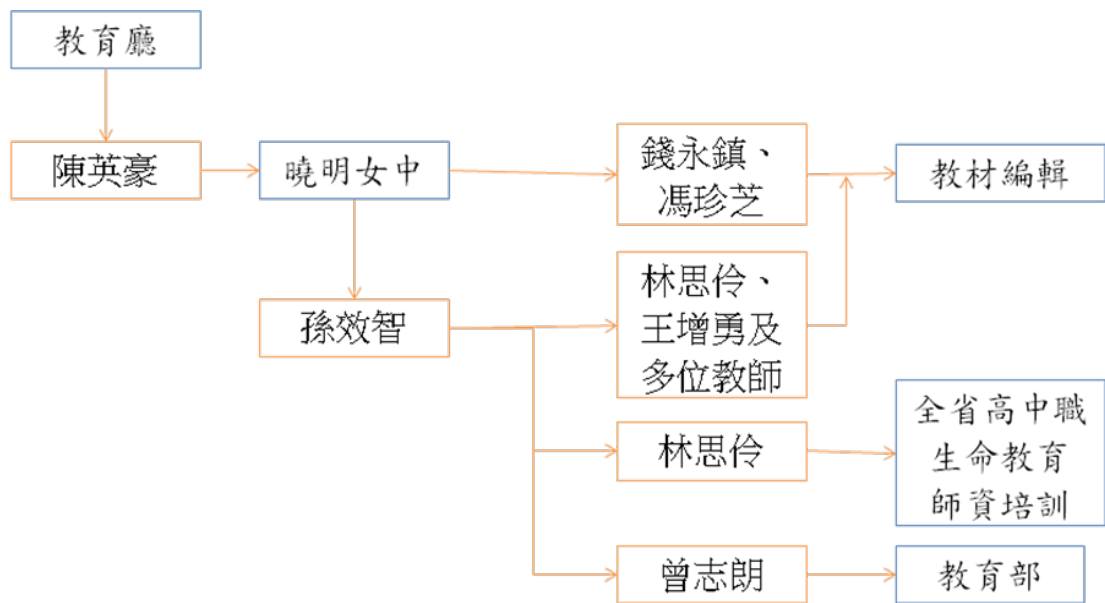 教育廳
陳英豪
曉明女中
錢永鎮、
馮珍芝
教材編輯
孫效智
林思伶、
王增勇及
多位教師
林思伶
全省高中職
生命教育
師資培訓
曾志朗
教育部